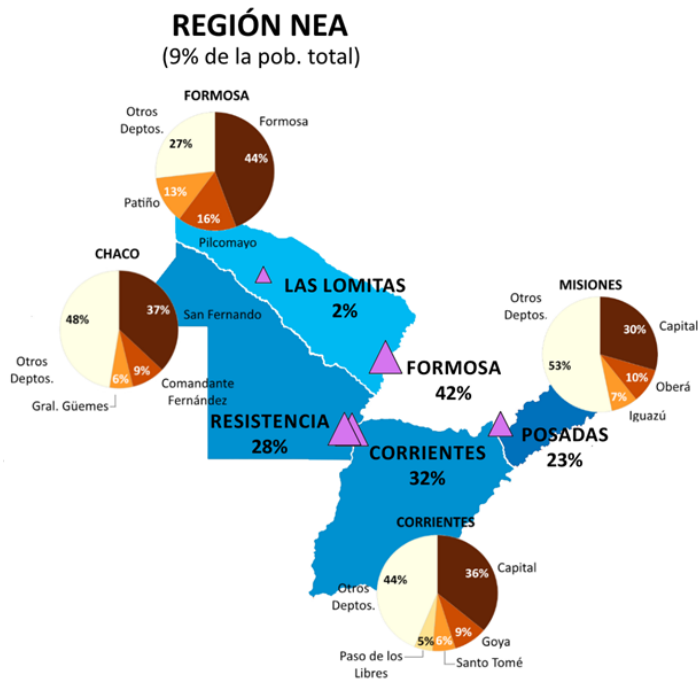 REGIÓN NEA
(9% de la pob. total)
FORMOSA
Otros
Deptos.
Formosa
27%
44%
13%
16%
Patiño
Pilcomayo
CHACO
48%
37%
San Fernando
9%
6%
Otros
Deptos.
Comandante
Fernández
Gral. Güemes
LAS LOMITAS
2%
MISIONES
Otros
Deptos.
30%
Capital
53%
10%
Oberá
7%
Iguazú
FORMOSA
42%
RESISTENCIA
28%
CORRIENTES
32%
POSADAS
23%
CORRIENTES
44%
36%
Capital
Otros
Deptos.
9%
Goya
6%
5%
Paso de los
Libres
Santo Tomé